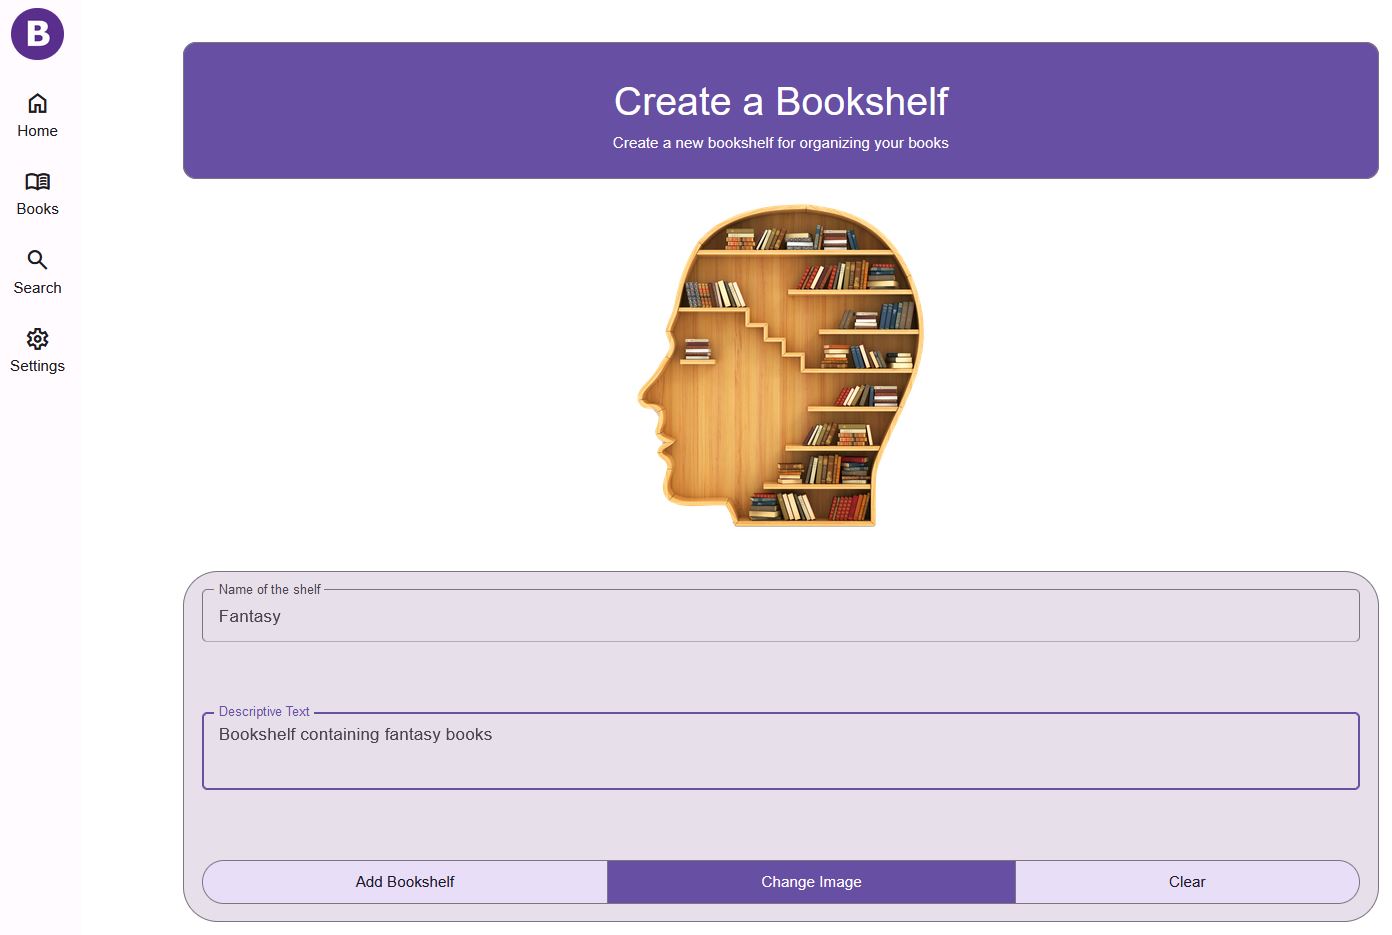 B
Home
Books
Search
Settings
Create a Bookshelf
Create a new bookshelf for organizing your books
Name of the shelf
Fantasy
Descriptive Text
Bookshelf containing fantasy books
Add Bookshelf
Change Image
Clear